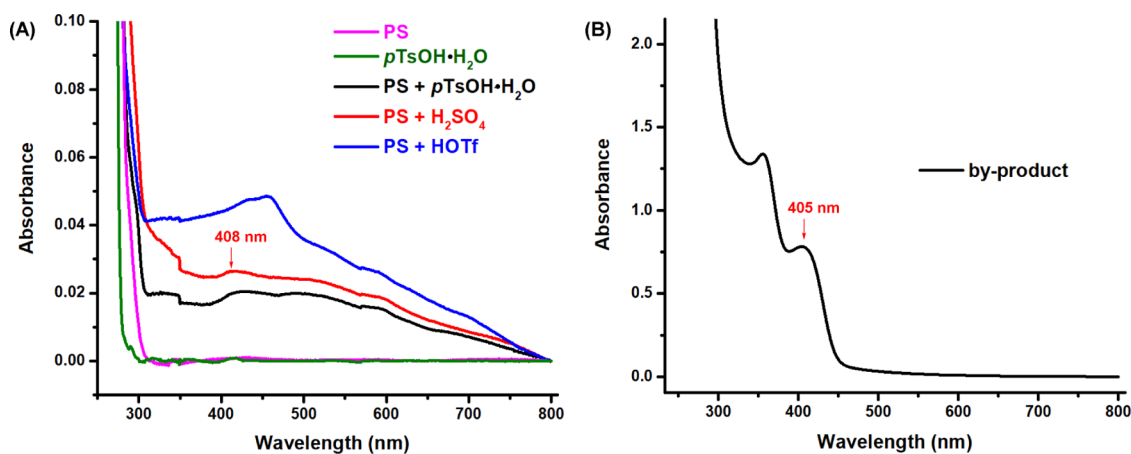 (A)
0.10
0.08
0.06
0.04
0.02
0.00
Absorbance
PS
pTsOH•H₂O
PS + pTsOH•H₂O
PS + H₂SO₄
PS + HOTf
408 nm
300 400 500 600 700 800
Wavelength (nm)
(B)
2.0
1.5
1.0
0.5
0.0
Absorbance
by-product
405 nm
300 400 500 600 700 800
Wavelength (nm)